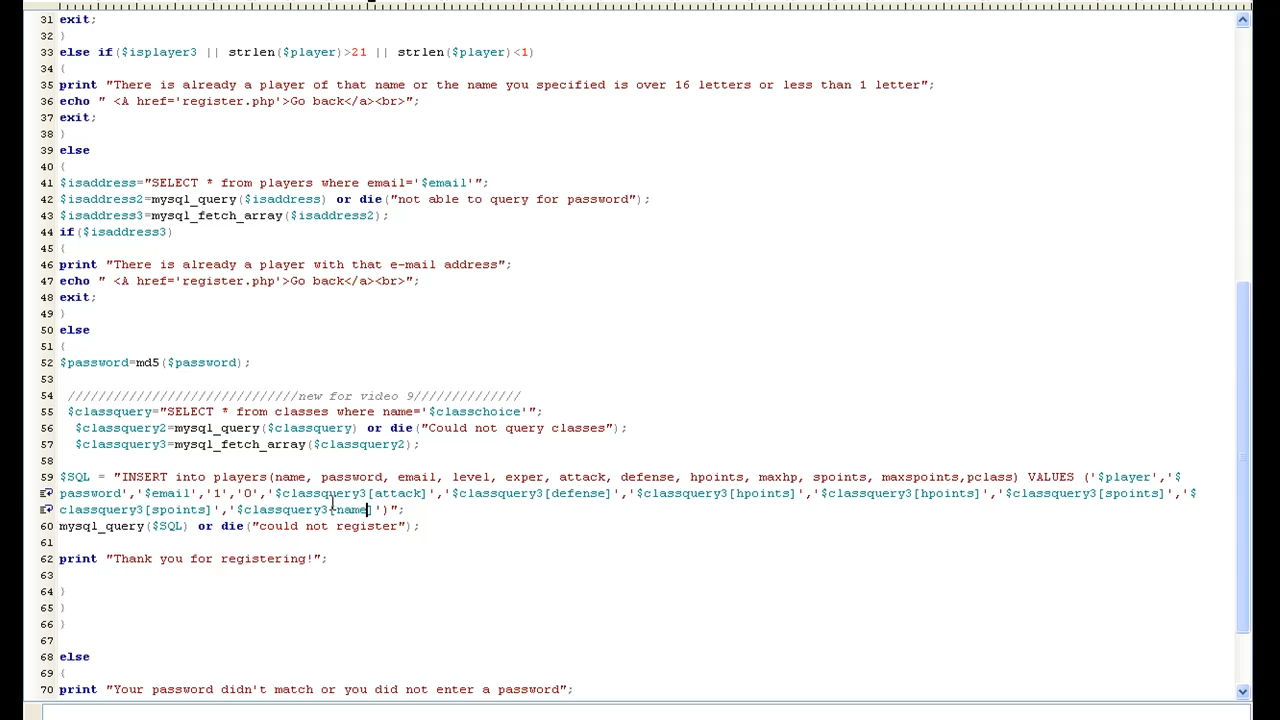 31 exit;
32 }
33 else if($isplayer3 || strlen($player)>21 || strlen($player)<1)
34 {
35 print "There is already a player of that name or the name you specified is over 16 letters or less than 1 letter";
36 echo " <A href='register.php'>Go back</a><br>";
37 exit;
38 }
39 else
40 {
41 $isaddress="SELECT * from players where email='$email'";
42 $isaddress2=mysql_query($isaddress) or die("not able to query for password");
43 $isaddress3=mysql_fetch_array($isaddress2);
44 if($isaddress3)
45 {
46 print "There is already a player with that e-mail address";
47 echo " <A href='register.php'>Go back</a><br>";
48 exit;
49 }
50 else
51 {
52 $password=md5($password);
53
54 //////////////////////////////new for video 9//////////////
55 $classquery="SELECT * from classes where name='$classchoice'";
56 $classquery2=mysql_query($classquery) or die("Could not query classes");
57 $classquery3=mysql_fetch_array($classquery2);
58
59 $SQL = "INSERT into players(name, password, email, level, exper, attack, defense, hpoints, maxhp, spoints, maxspoints,pclass) VALUES ('$player','$
password','$email','1','0','$classquery3[attack]','$classquery3[defense]','$classquery3[hpoints]','$classquery3[hpoints]','$classquery3[spoints]','$
classquery3[spoints]','$classquery3[name]')";
60 mysql_query($SQL) or die("could not register");
61
62 print "Thank you for registering!";
63
64 }
65 }
66 }
67
68 else
69 {
70 print "Your password didn't match or you did not enter a password";